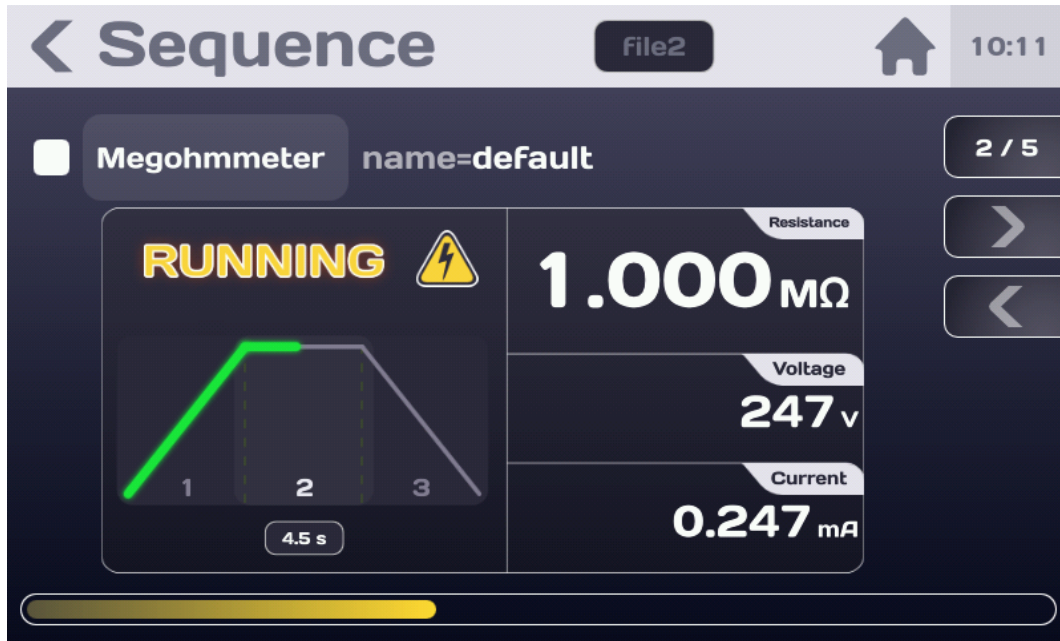 Sequence file2 10:11
Megohmmeter name=default
2 / 5
RUNNING
Resistance
1.000 MΩ
Voltage
247 v
Current
0.247 mA
1 2 3
4.5 s